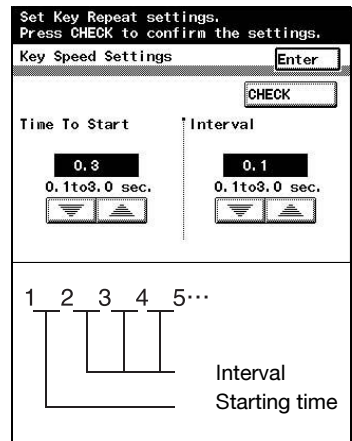 Set Key Repeat settings.
Press CHECK to confirm the settings.
Key Speed Settings
Enter
CHECK
Time To Start
Interval
0.3
0.1
0.1to3.0 sec.
0.1to3.0 sec.
1 2 3 4 5···
Interval
Starting time